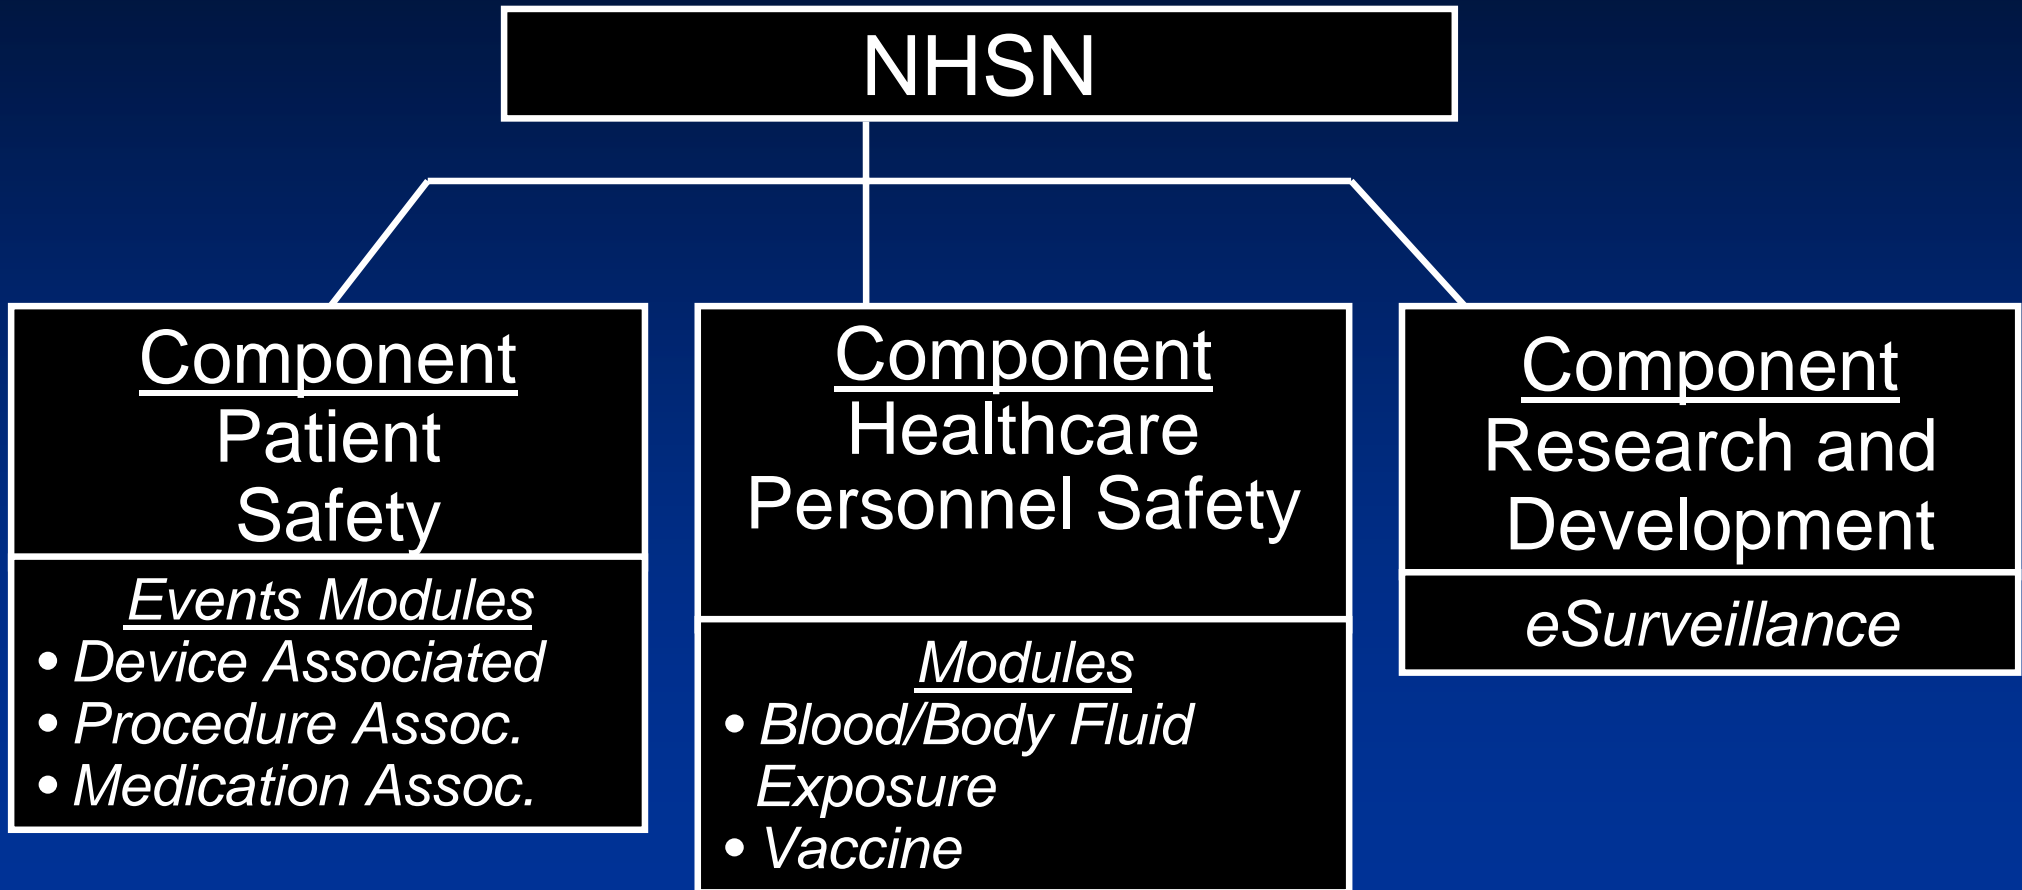 NHSN
Component
Patient
Safety
Events Modules
• Device Associated
• Procedure Assoc.
• Medication Assoc.
Component
Healthcare
Personnel Safety
Modules
• Blood/Body Fluid
Exposure
• Vaccine
Component
Research and
Development
eSurveillance